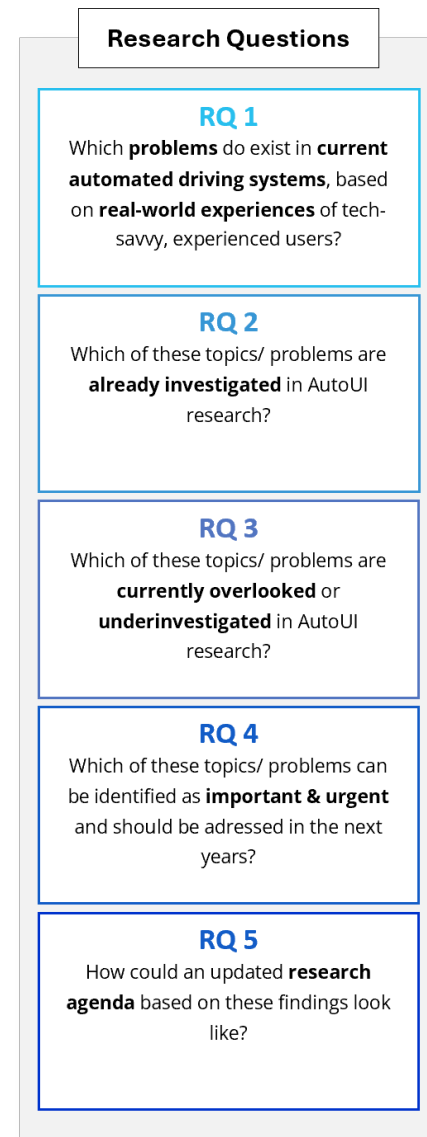 Research Questions
RQ 1
Which problems do exist in current
automated driving systems, based
on real-world experiences of tech-
savvy, experienced users?
RQ 2
Which of these topics/ problems are
already investigated in AutoUI
research?
RQ 3
Which of these topics/ problems are
currently overlooked or
underinvestigated in AutoUI
research?
RQ 4
Which of these topics/ problems can
be identified as important & urgent
and should be adressed in the next
years?
RQ 5
How could an updated research
agenda based on these findings look
like?